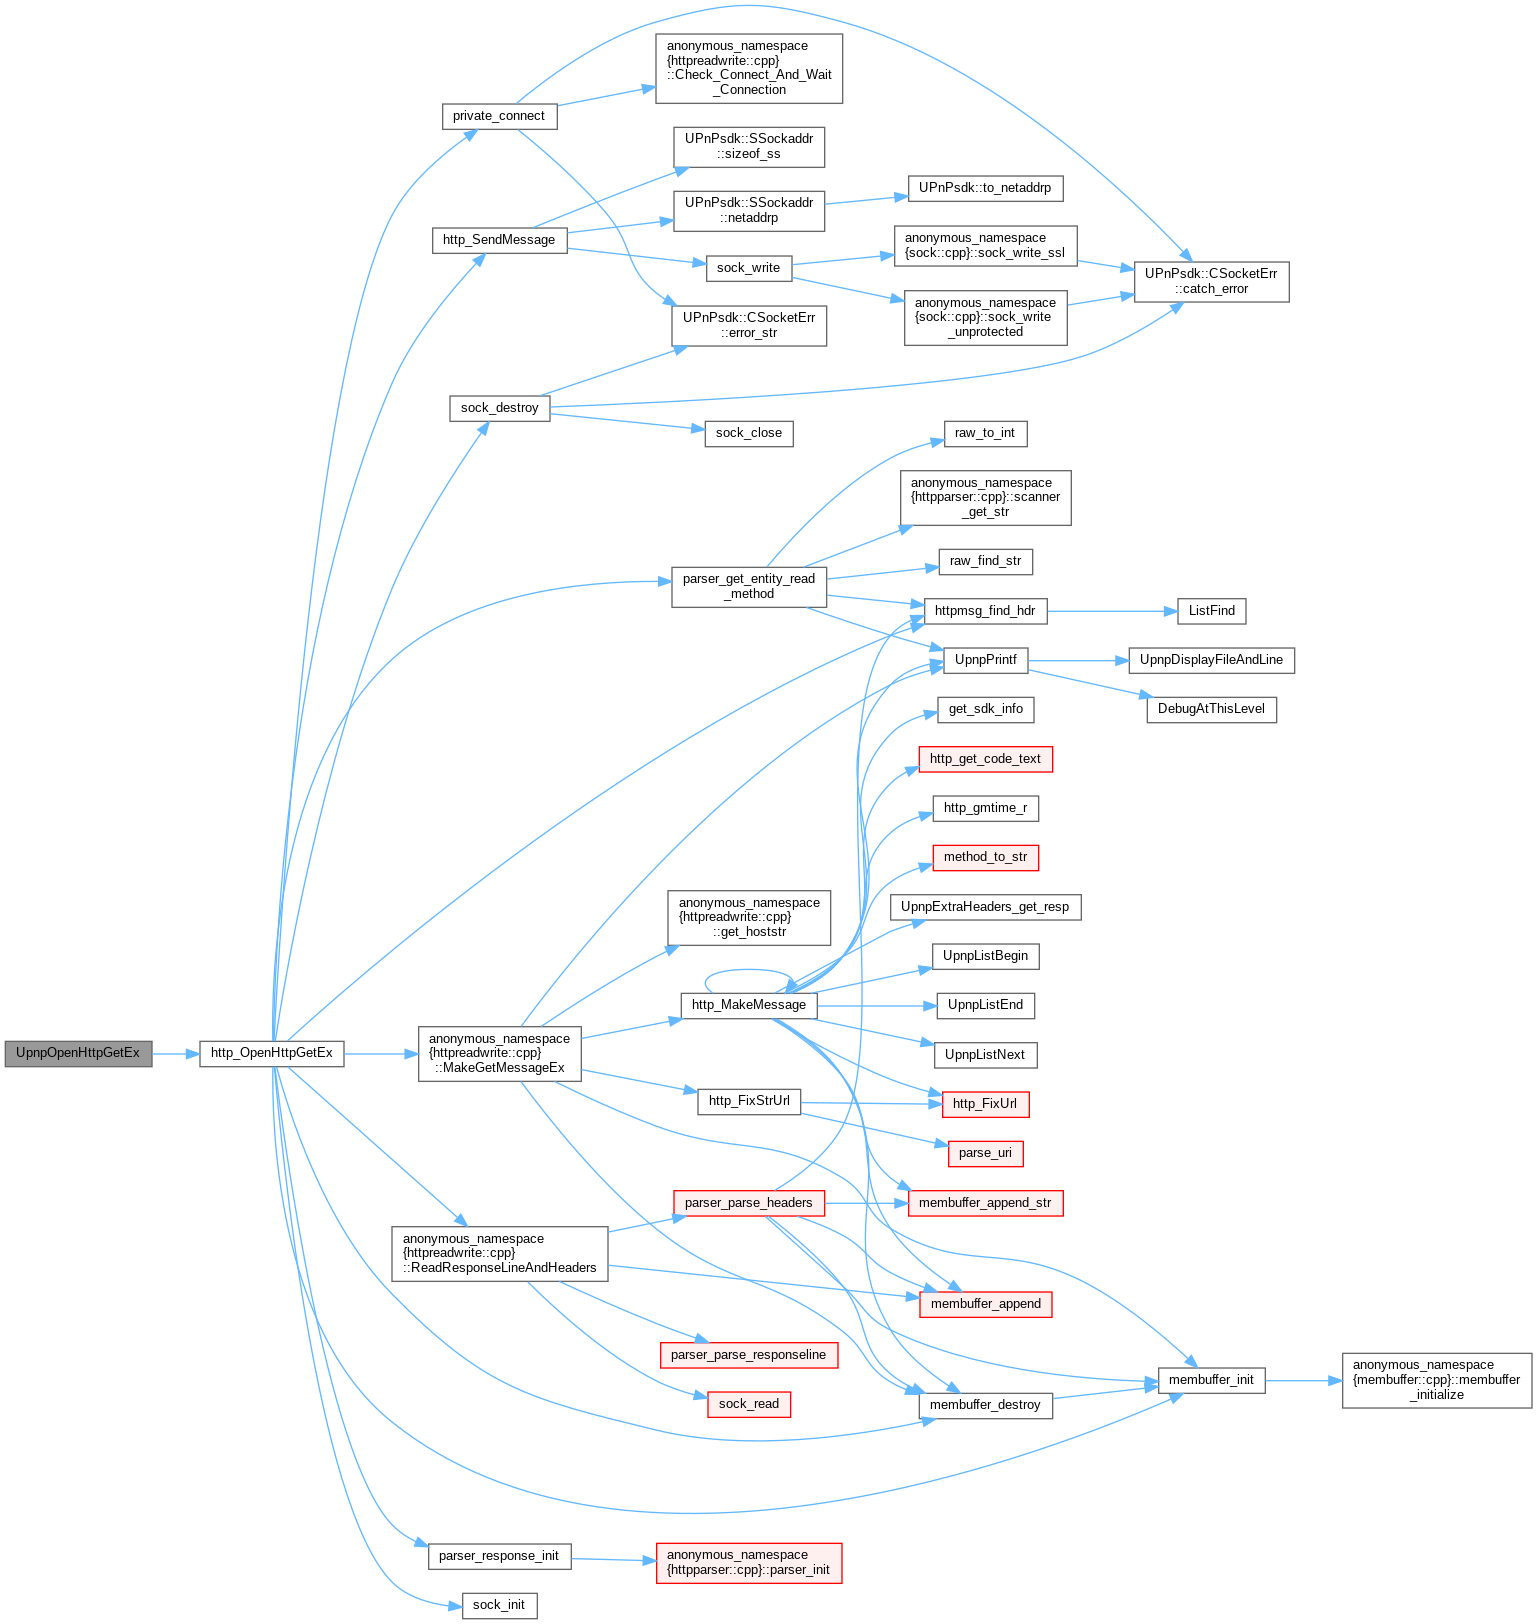 anonymous_namespace
{httpreadwrite::cpp}
::Check_Connect_And_Wait
_Connection
private_connect
UPnPsdk::SSockaddr
::sizeof_ss
UPnPsdk::to_netaddrp
UPnPsdk::SSockaddr
::netaddrp
http_SendMessage
anonymous_namespace
{sock::cpp}::sock_write_ssl
sock_write
UPnPsdk::CSocketErr
::catch_error
anonymous_namespace
{sock::cpp}::sock_write
_unprotected
UPnPsdk::CSocketErr
::error_str
sock_destroy
sock_close
raw_to_int
anonymous_namespace
{httpparser::cpp}::scanner
_get_str
raw_find_str
parser_get_entity_read
_method
httpmsg_find_hdr
ListFind
UpnpPrintf
UpnpDisplayFileAndLine
DebugAtThisLevel
get_sdk_info
http_get_code_text
http_gmtime_r
method_to_str
anonymous_namespace
{httpreadwrite::cpp}
::get_hoststr
UpnpExtraHeaders_get_resp
UpnpListBegin
http_MakeMessage
UpnpListEnd
UpnpOpenHttpGetEx
http_OpenHttpGetEx
anonymous_namespace
{httpreadwrite::cpp}
::MakeGetMessageEx
UpnpListNext
http_FixStrUrl
http_FixUrl
parse_uri
parser_parse_headers
membuffer_append_str
anonymous_namespace
{httpreadwrite::cpp}
::ReadResponseLineAndHeaders
membuffer_append
parser_parse_responseline
membuffer_init
anonymous_namespace
{membuffer::cpp}::membuffer
_initialize
sock_read
membuffer_destroy
parser_response_init
anonymous_namespace
{httpparser::cpp}::parser_init
sock_init